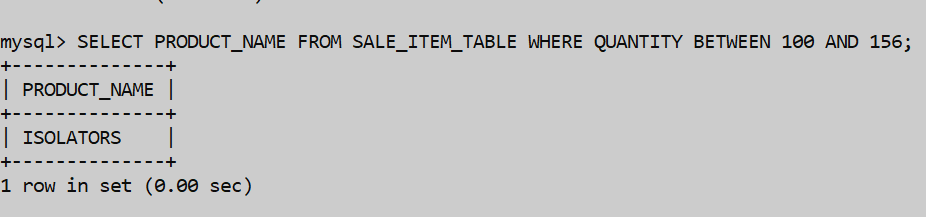 mysql> SELECT PRODUCT_NAME FROM SALE_ITEM_TABLE WHERE QUANTITY BETWEEN 100 AND 156;
+--------------+
| PRODUCT_NAME |
+--------------+
| ISOLATORS    |
+--------------+
1 row in set (0.00 sec)